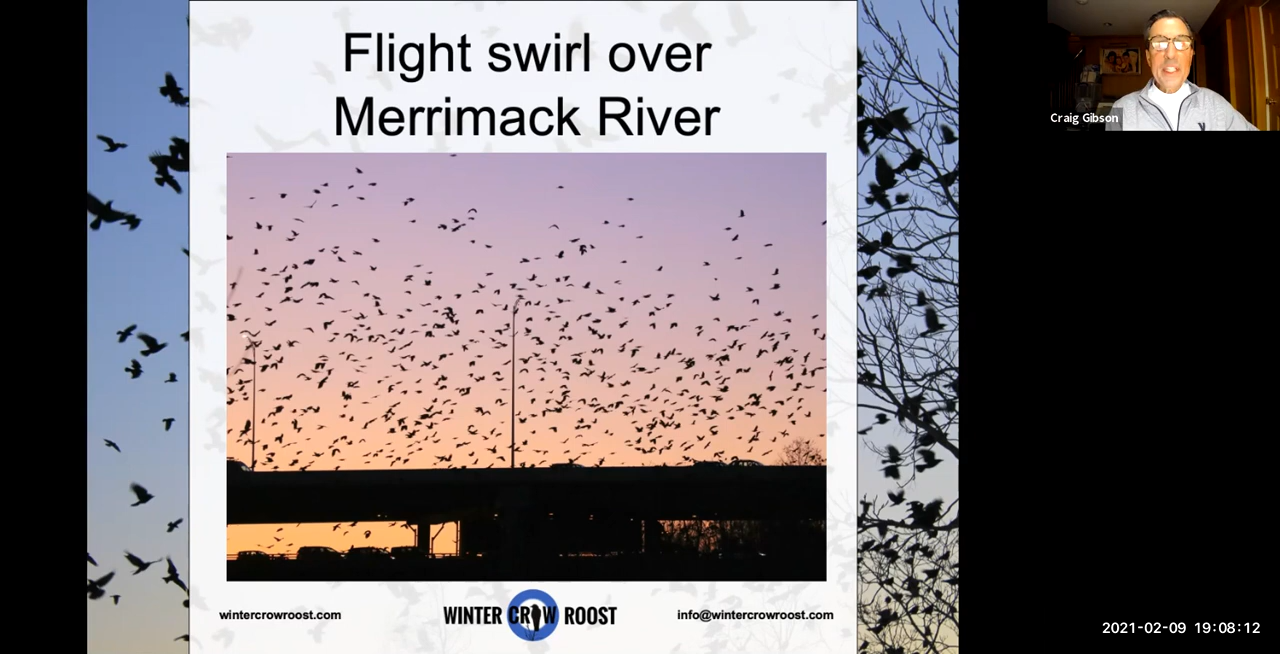 Flight swirl over
Merrimack River
Craig Gibson
wintercrowroost.com
WINTER CROW ROOST
info@wintercrowroost.com
2021-02-09 19:08:12